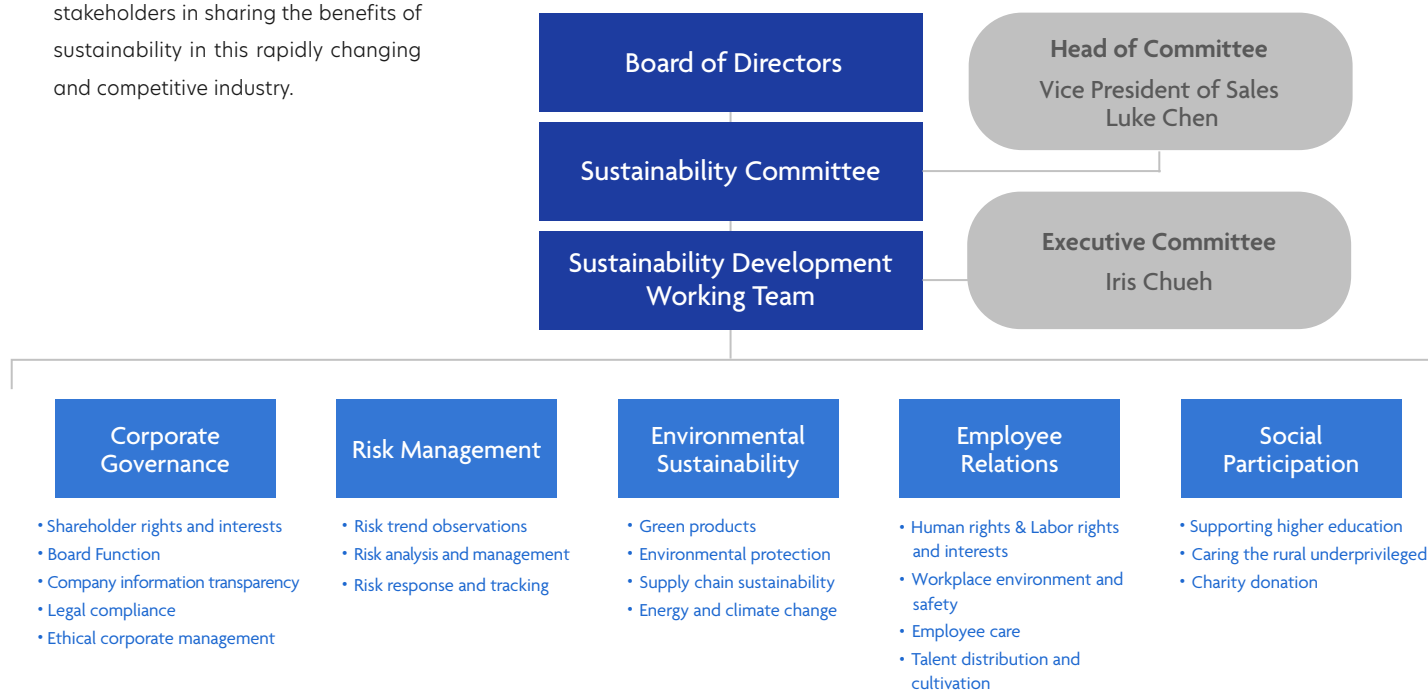 stakeholders in sharing the benefits of
sustainability in this rapidly changing
and competitive industry.
Board of Directors
Head of Committee
Vice President of Sales
Luke Chen
Sustainability Committee
Executive Committee
Iris Chueh
Sustainability Development
Working Team
Corporate
Governance
• Shareholder rights and interests
• Board Function
• Company information transparency
• Legal compliance
• Ethical corporate management
Risk Management
• Risk trend observations
• Risk analysis and management
• Risk response and tracking
Environmental
Sustainability
• Green products
• Environmental protection
• Supply chain sustainability
• Energy and climate change
Employee
Relations
• Human rights & Labor rights
and interests
• Workplace environment and
safety
• Employee care
• Talent distribution and
cultivation
Social
Participation
• Supporting higher education
• Caring the rural underprivileged
• Charity donation